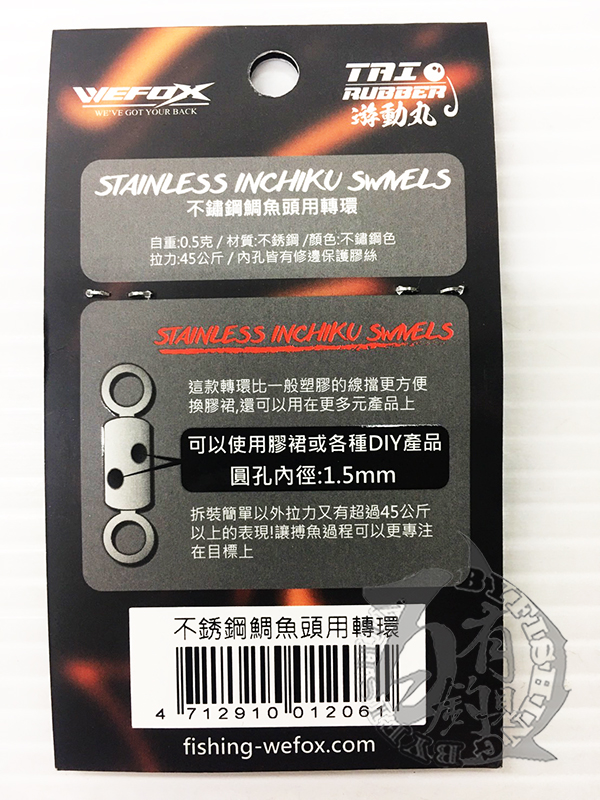 WEFOX
WE'VE GOT YOUR BACK
TAI
RUBBER
游動丸
STAINLESS INCHIKU SWIVELS
不鏽鋼鯛魚頭用轉環
自重:0.5克 / 材質:不銹鋼 /顏色:不鏽鋼色
拉力:45公斤 / 內孔皆有修邊保護膠絲
STAINLESS INCHIKU SWIVELS
這款轉環比一般塑膠的線擋更方便
換膠裙,還可以用在更多元產品上
可以使用膠裙或各種DIY產品
圓孔內徑:1.5mm
拆裝簡單以外拉力又有超過45公斤
以上的表現!讓搏魚過程可以更專注
在目標上
不銹鋼鯛魚頭用轉環
4 712910 012061
fishing-wefox.com
百有釣具
BYFISHING